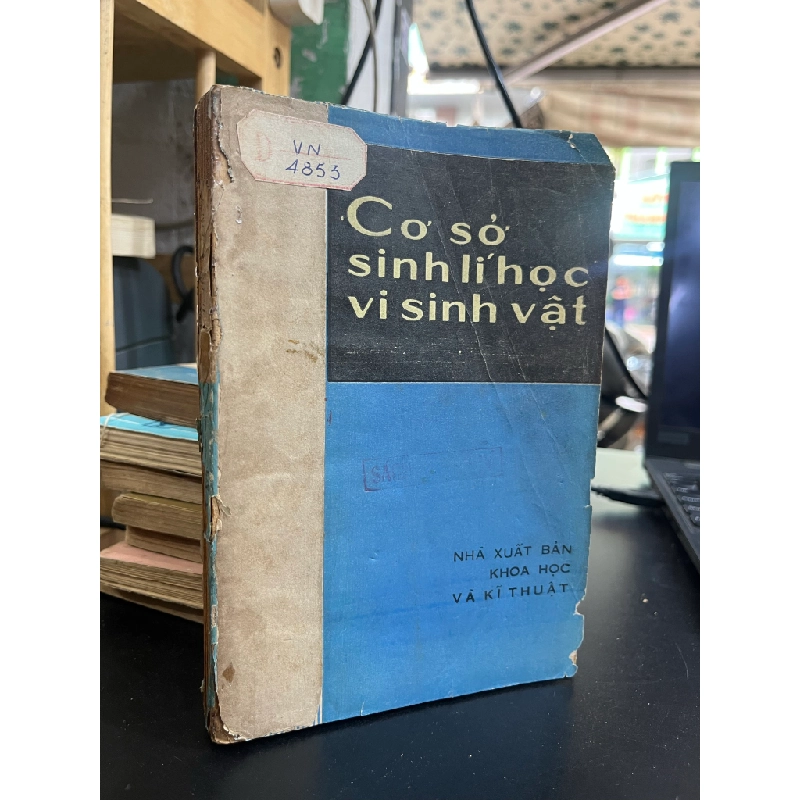 VN
4855
Cơ sở
sinh lí học
vi sinh vật
NHÀ XUẤT BẢN
KHOA HỌC
VÀ KĨ THUẬT